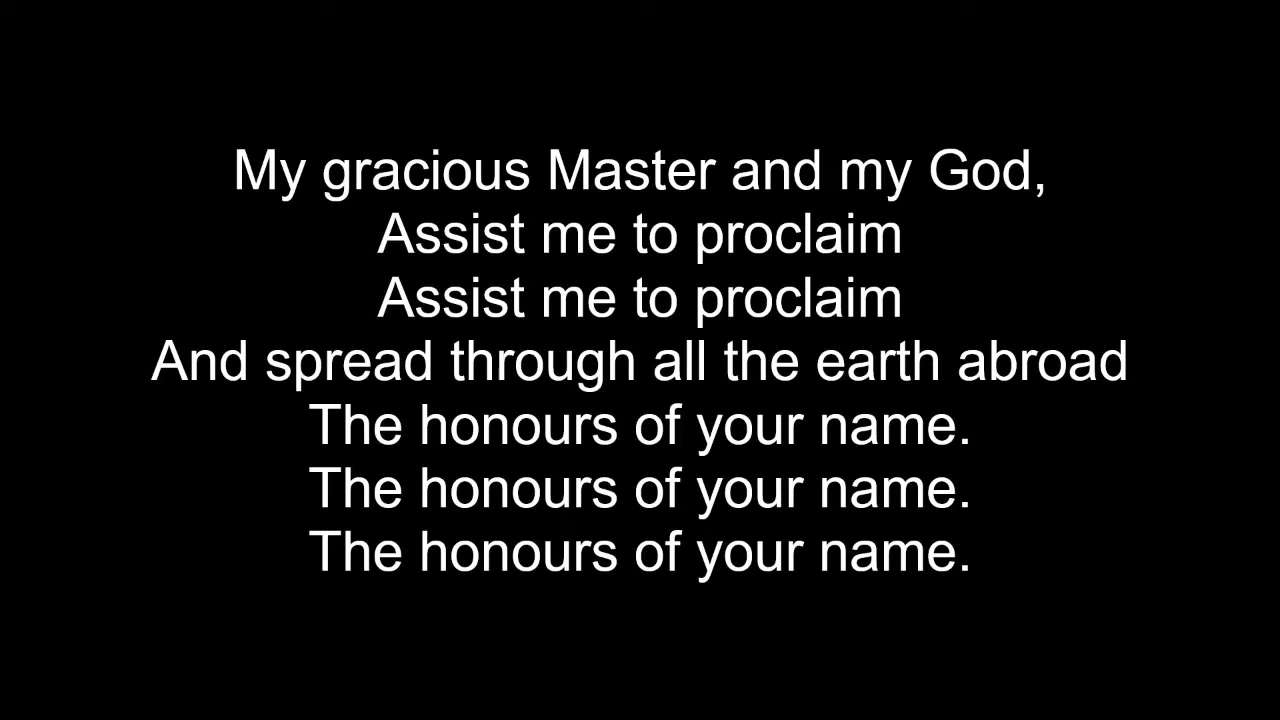 My gracious Master and my God,
Assist me to proclaim
Assist me to proclaim
And spread through all the earth abroad
The honours of your name.
The honours of your name.
The honours of your name.